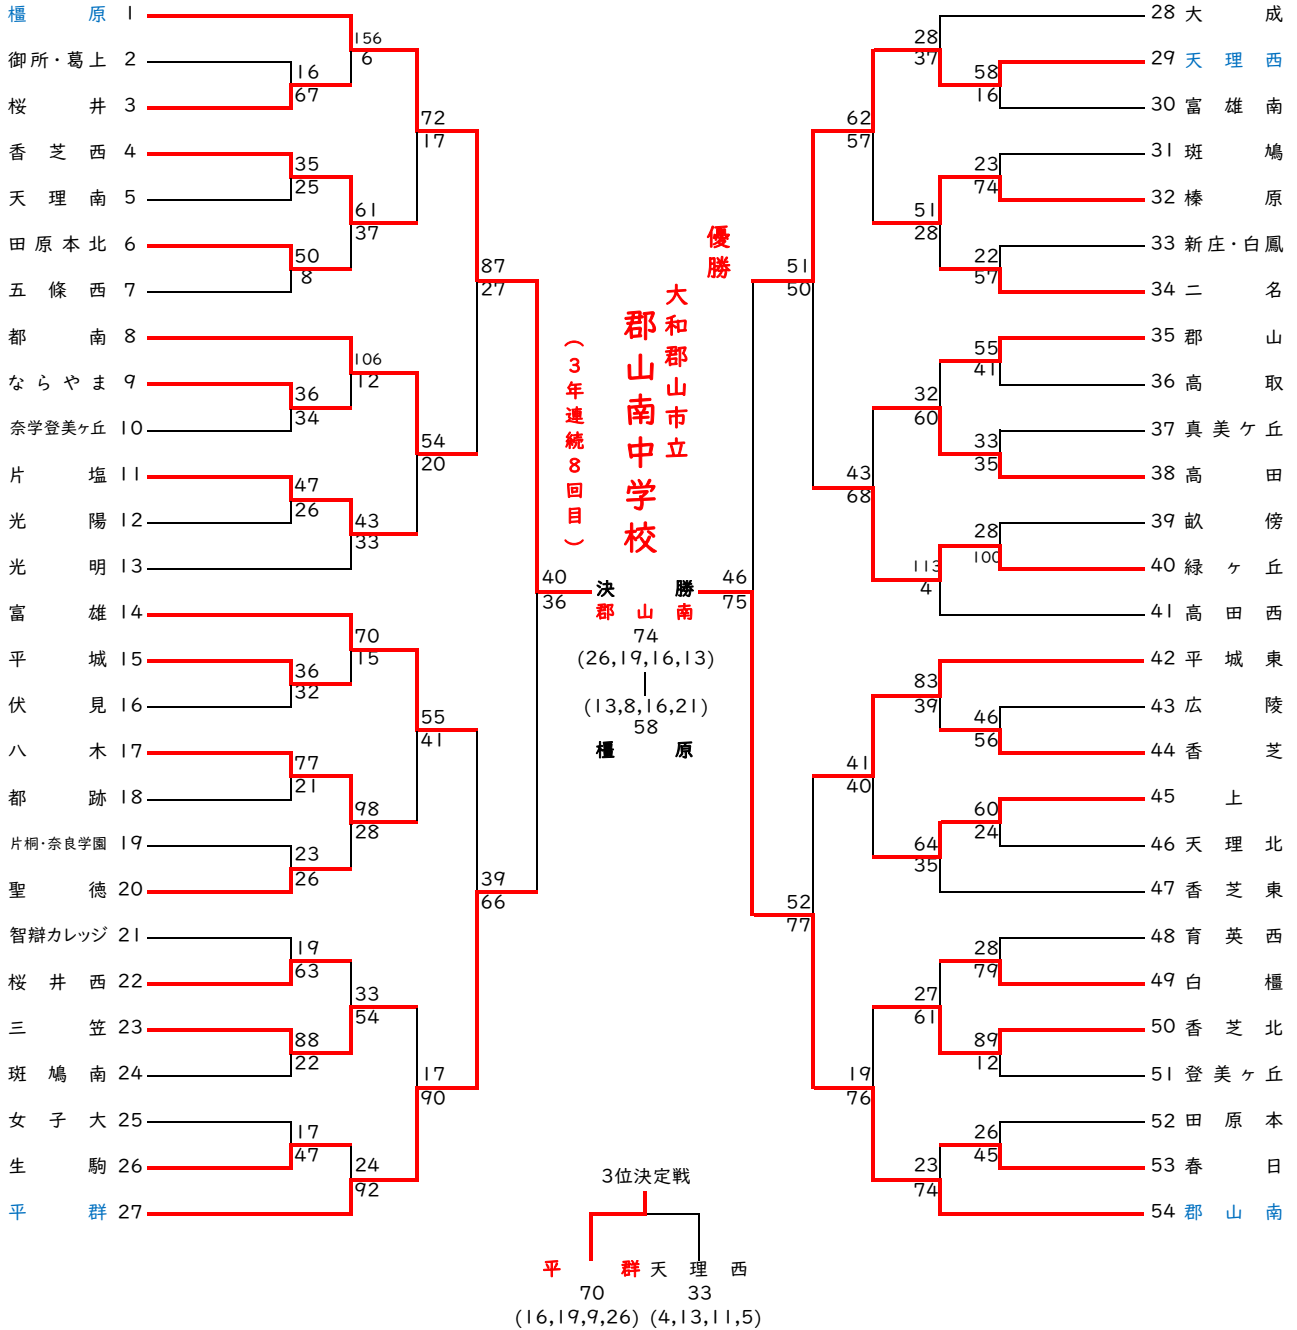 橿原 1
御所・葛上 2
桜井 3
香芝西 4
天理南 5
田原本北 6
五條西 7
都南 8
ならやま 9
奈学登美ヶ丘 10
片塩 11
光陽 12
光明 13
富雄 14
平城 15
伏見 16
八木 17
都跡 18
片桐・奈良学園 19
聖徳 20
智辯カレッジ 21
桜井西 22
三笠 23
斑鳩南 24
女子大 25
生駒 26
平群 27
16
67
35
25
50
8
36
34
47
26
36
32
77
21
23
26
19
63
88
22
17
47
156
6
61
37
106
12
43
33
70
15
98
28
33
54
24
92
72
17
54
20
55
41
17
90
87
27
39
66
40
36
優勝
大和郡山市立
郡山南中学校
(3年連続8回目)
決勝
郡山南
74
(26,19,16,13)
(13,8,16,21)
58
橿原
3位決定戦
平群 天理西
70 33
(16,19,9,26) (4,13,11,5)
46
75
51
50
52
77
62
57
43
68
41
40
19
76
28
37
51
28
32
60
113
4
83
39
64
35
27
61
23
74
58
16
23
74
22
57
55
41
33
35
28
100
46
56
60
24
28
79
89
12
26
45
28 大成
29 天理西
30 富雄南
31 斑鳩
32 榛原
33 新庄・白鳳
34 二名
35 郡山
36 高取
37 真美ケ丘
38 高田
39 畝傍
40 緑ヶ丘
41 高田西
42 平城東
43 広陵
44 香芝
45 上
46 天理北
47 香芝東
48 育英西
49 白橿
50 香芝北
51 登美ヶ丘
52 田原本
53 春日
54 郡山南